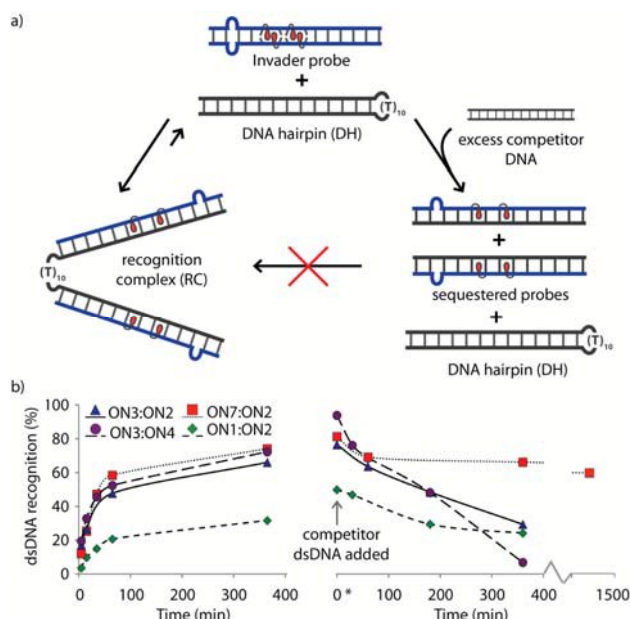 a)
Invader probe
+
DNA hairpin (DH)
(T)10
excess competitor
DNA
recognition
complex (RC)
(T)10
+
sequestered probes
+
(T)10
DNA hairpin (DH)
b)
100
80
60
40
20
0
dsDNA recognition (%)
ON3:ON2
ON7:ON2
ON3:ON4
ON1:ON2
competitor
dsDNA added
0 200 400
Time (min)
0 * 200 400 1500
Time (min)